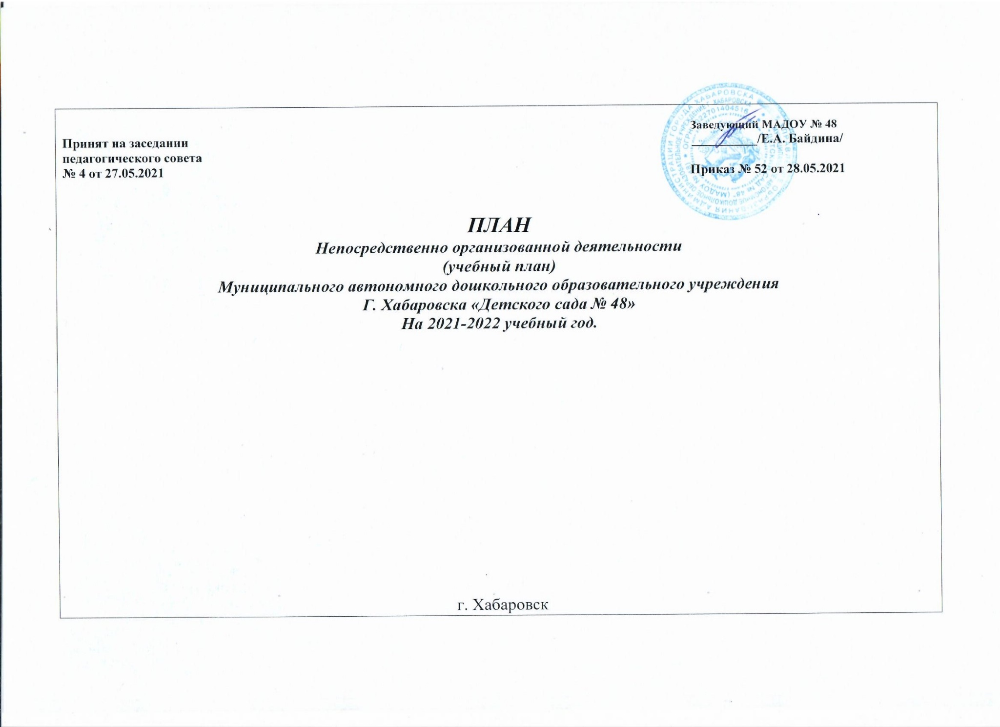 Принят на заседании
педагогического совета
№ 4 от 27.05.2021
Заведующий МАДОУ № 48
__________/Е.А. Байдина/
Приказ № 52 от 28.05.2021
ПЛАН
Непосредственно организованной деятельности
(учебный план)
Муниципального автономного дошкольного образовательного учреждения
Г. Хабаровска «Детского сада № 48»
На 2021-2022 учебный год.
г. Хабаровск